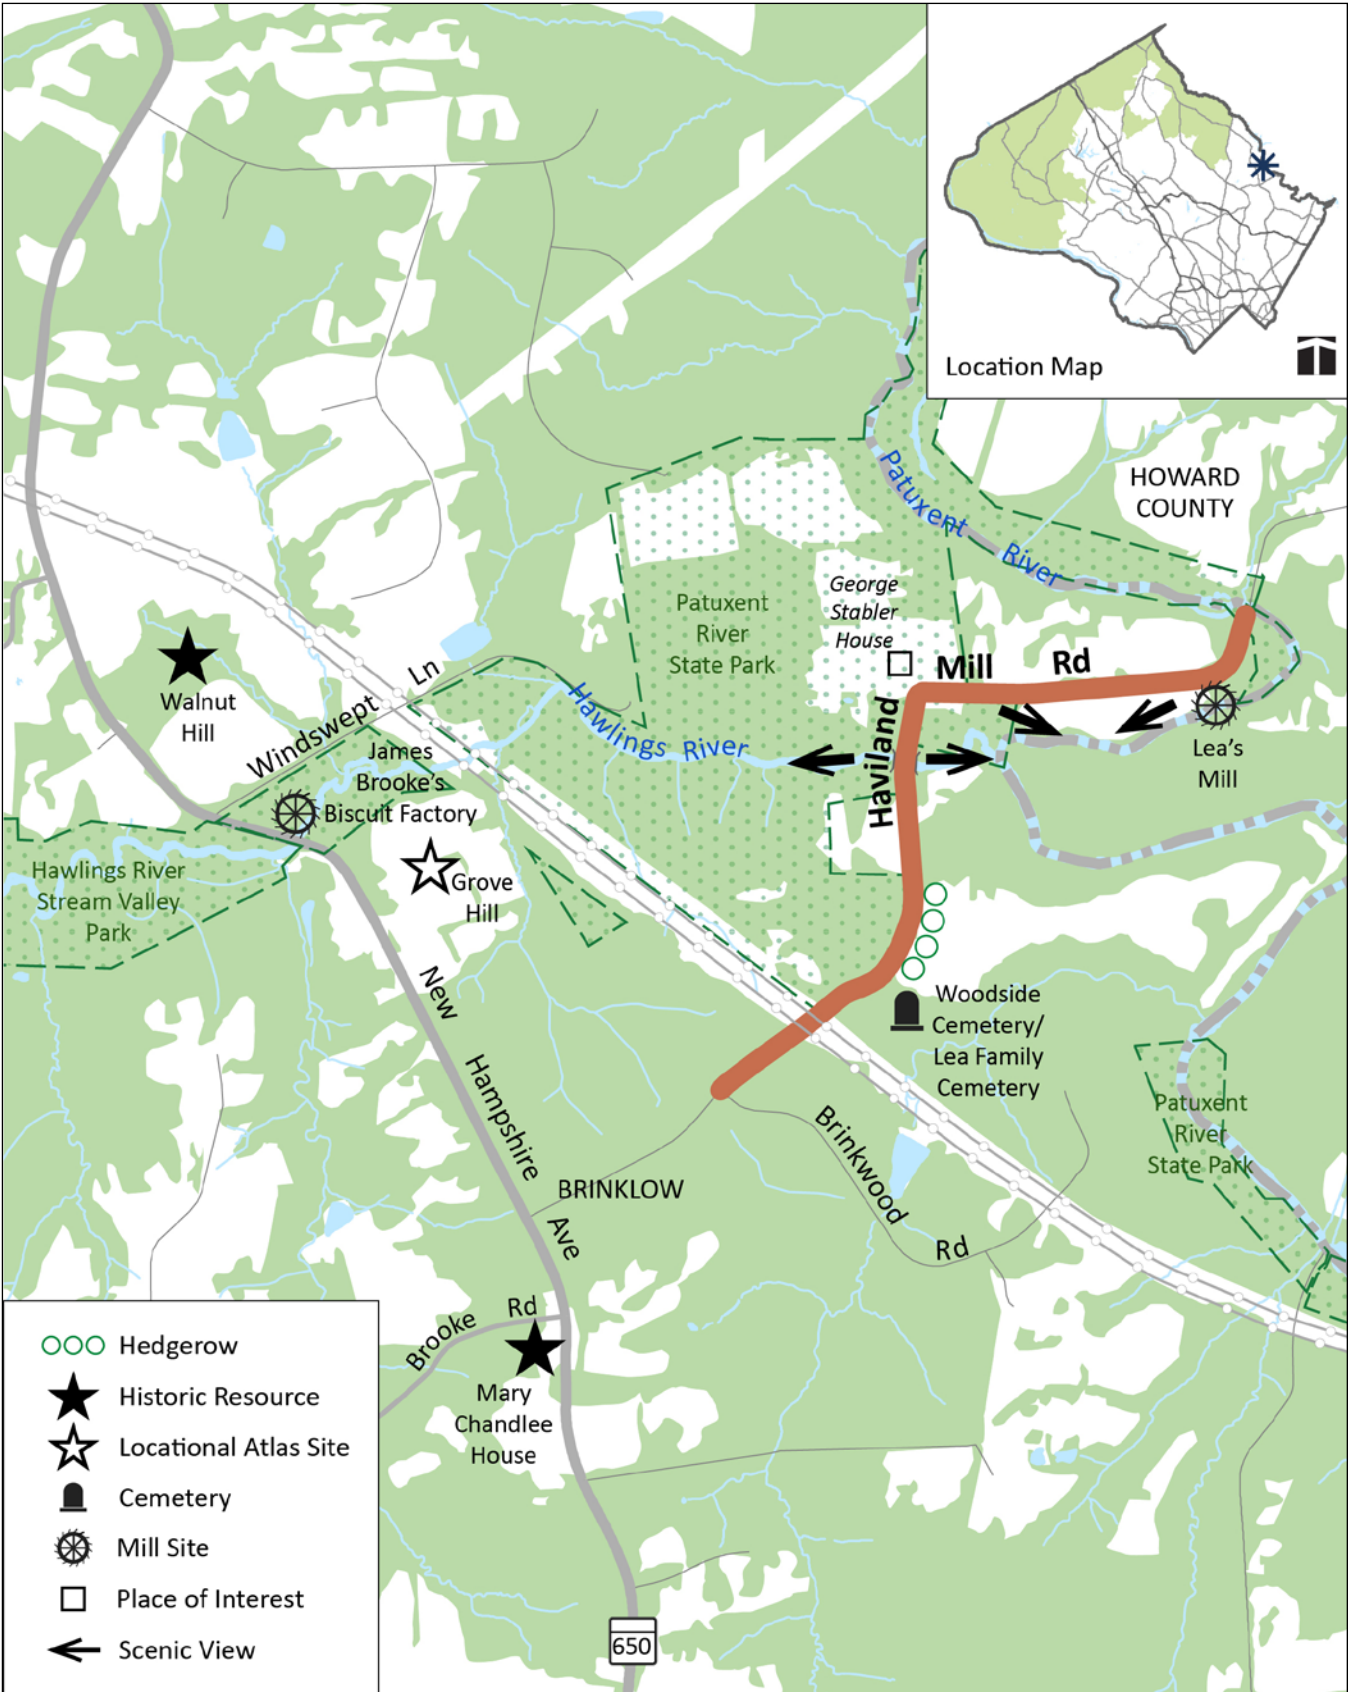 Location Map
HOWARD
COUNTY
Patuxent
River
George
Stabler
House
Patuxent
River
State Park
Mill
Rd
Haviland
Walnut
Hill
Windswept
Ln
Hawlings
River
James
Brooke's
Biscuit Factory
Lea's
Mill
Grove
Hill
Hawlings River
Stream Valley
Park
New
Hampshire
Ave
Woodside
Cemetery/
Lea Family
Cemetery
Patuxent
River
State Park
Brinkwood
Rd
BRINKLOW
Brooke
Rd
Mary
Chandlee
House
650
Hedgerow
Historic Resource
Locational Atlas Site
Cemetery
Mill Site
Place of Interest
Scenic View